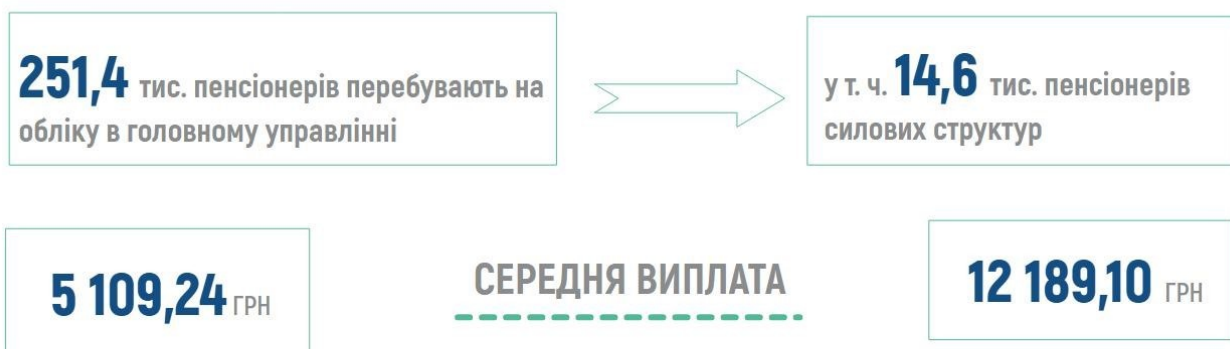 251,4 тис. пенсіонерів перебувають на
обліку в головному управлінні
у т. ч. 14,6 тис. пенсіонерів
силових структур
5 109,24 ГРН
СЕРЕДНЯ ВИПЛАТА
12 189,10 ГРН